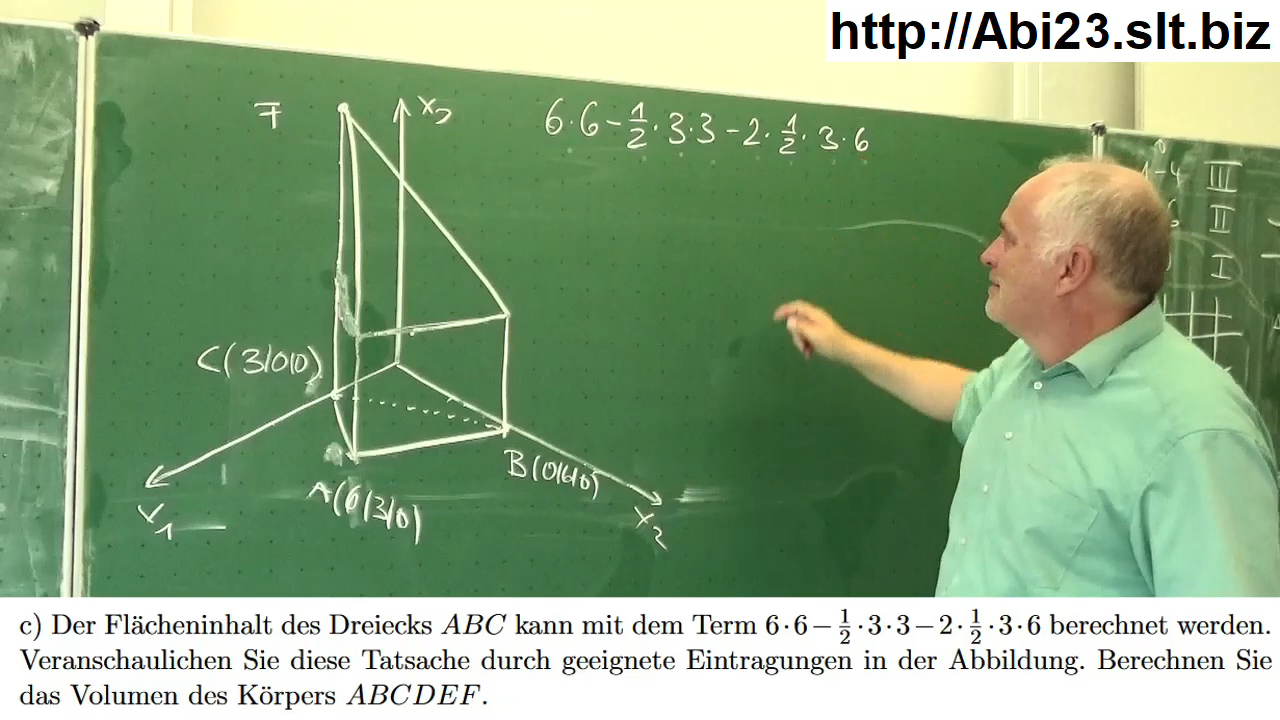 http://Abi23.slt.biz
F
x3
6·6-1/2·3·3-2·1/2·3·6
-4 III
II
I
C(3|0|0)
B(0|6|0)
A(6|3|0)
x1
x2
c) Der Flächeninhalt des Dreiecks ABC kann mit dem Term 6·6−1/2·3·3−2·1/2·3·6 berechnet werden.
Veranschaulichen Sie diese Tatsache durch geeignete Eintragungen in der Abbildung. Berechnen Sie
das Volumen des Körpers ABCDEF.